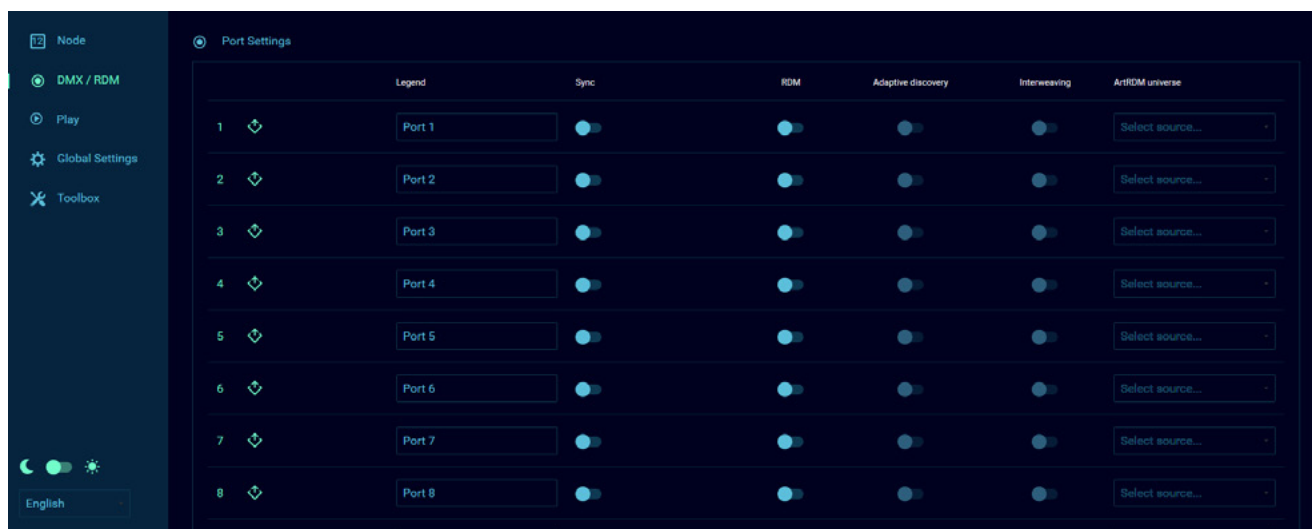 12 Node
DMX / RDM
Play
Global Settings
Toolbox
English
Port Settings
Legend Sync RDM Adaptive discovery Interweaving ArtRDM universe
1 Port 1 Select source...
2 Port 2 Select source...
3 Port 3 Select source...
4 Port 4 Select source...
5 Port 5 Select source...
6 Port 6 Select source...
7 Port 7 Select source...
8 Port 8 Select source...